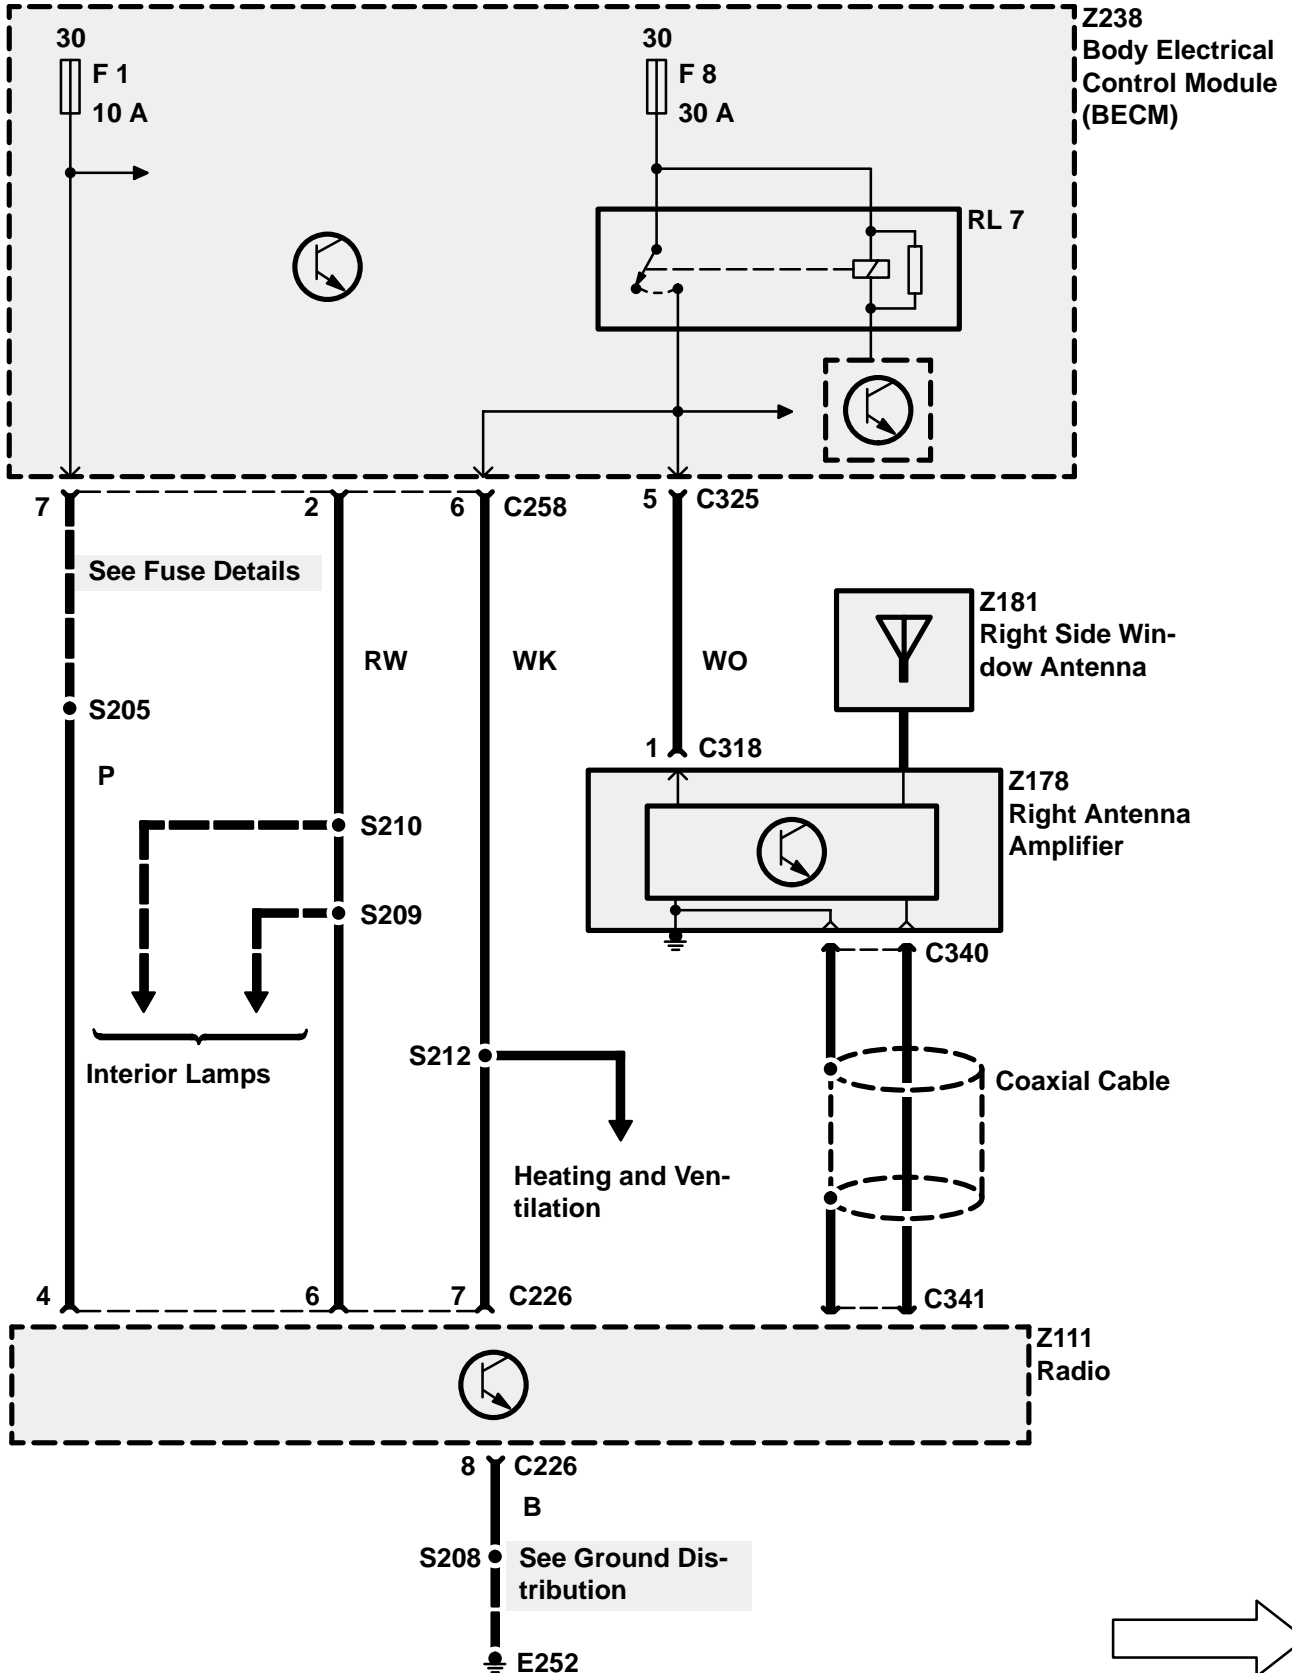 Z238
Body Electrical
Control Module
(BECM)
30
F 1
10 A
30
F 8
30 A
RL 7
7
2
6
C258
5
C325
See Fuse Details
Z181
Right Side Win-
dow Antenna
RW
WK
WO
S205
1
C318
P
Z178
Right Antenna
Amplifier
S210
S209
C340
Interior Lamps
S212
Coaxial Cable
Heating and Ven-
tilation
4
6
7
C226
C341
Z111
Radio
8
C226
B
S208
See Ground Dis-
tribution
E252